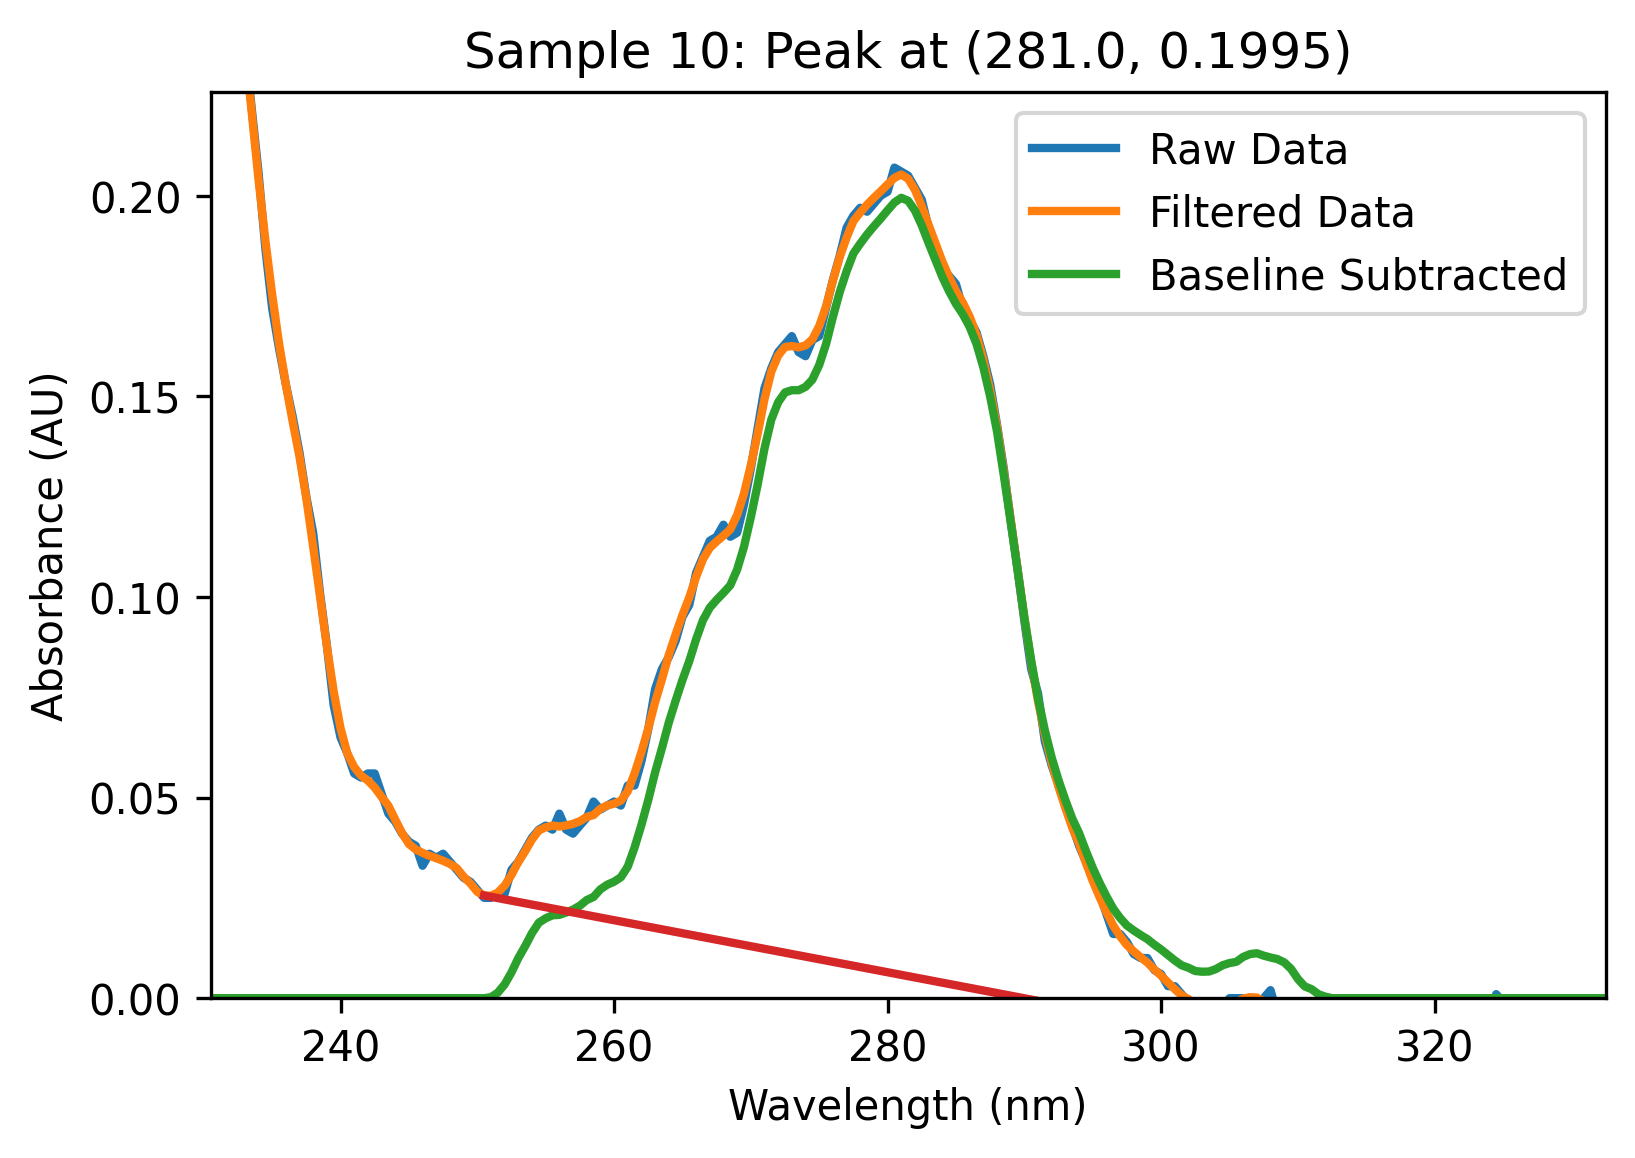 Sample 10: Peak at (281.0, 0.1995)
Raw Data
Filtered Data
Baseline Subtracted
Absorbance (AU)
0.20
0.15
0.10
0.05
0.00
240 260 280 300 320
Wavelength (nm)